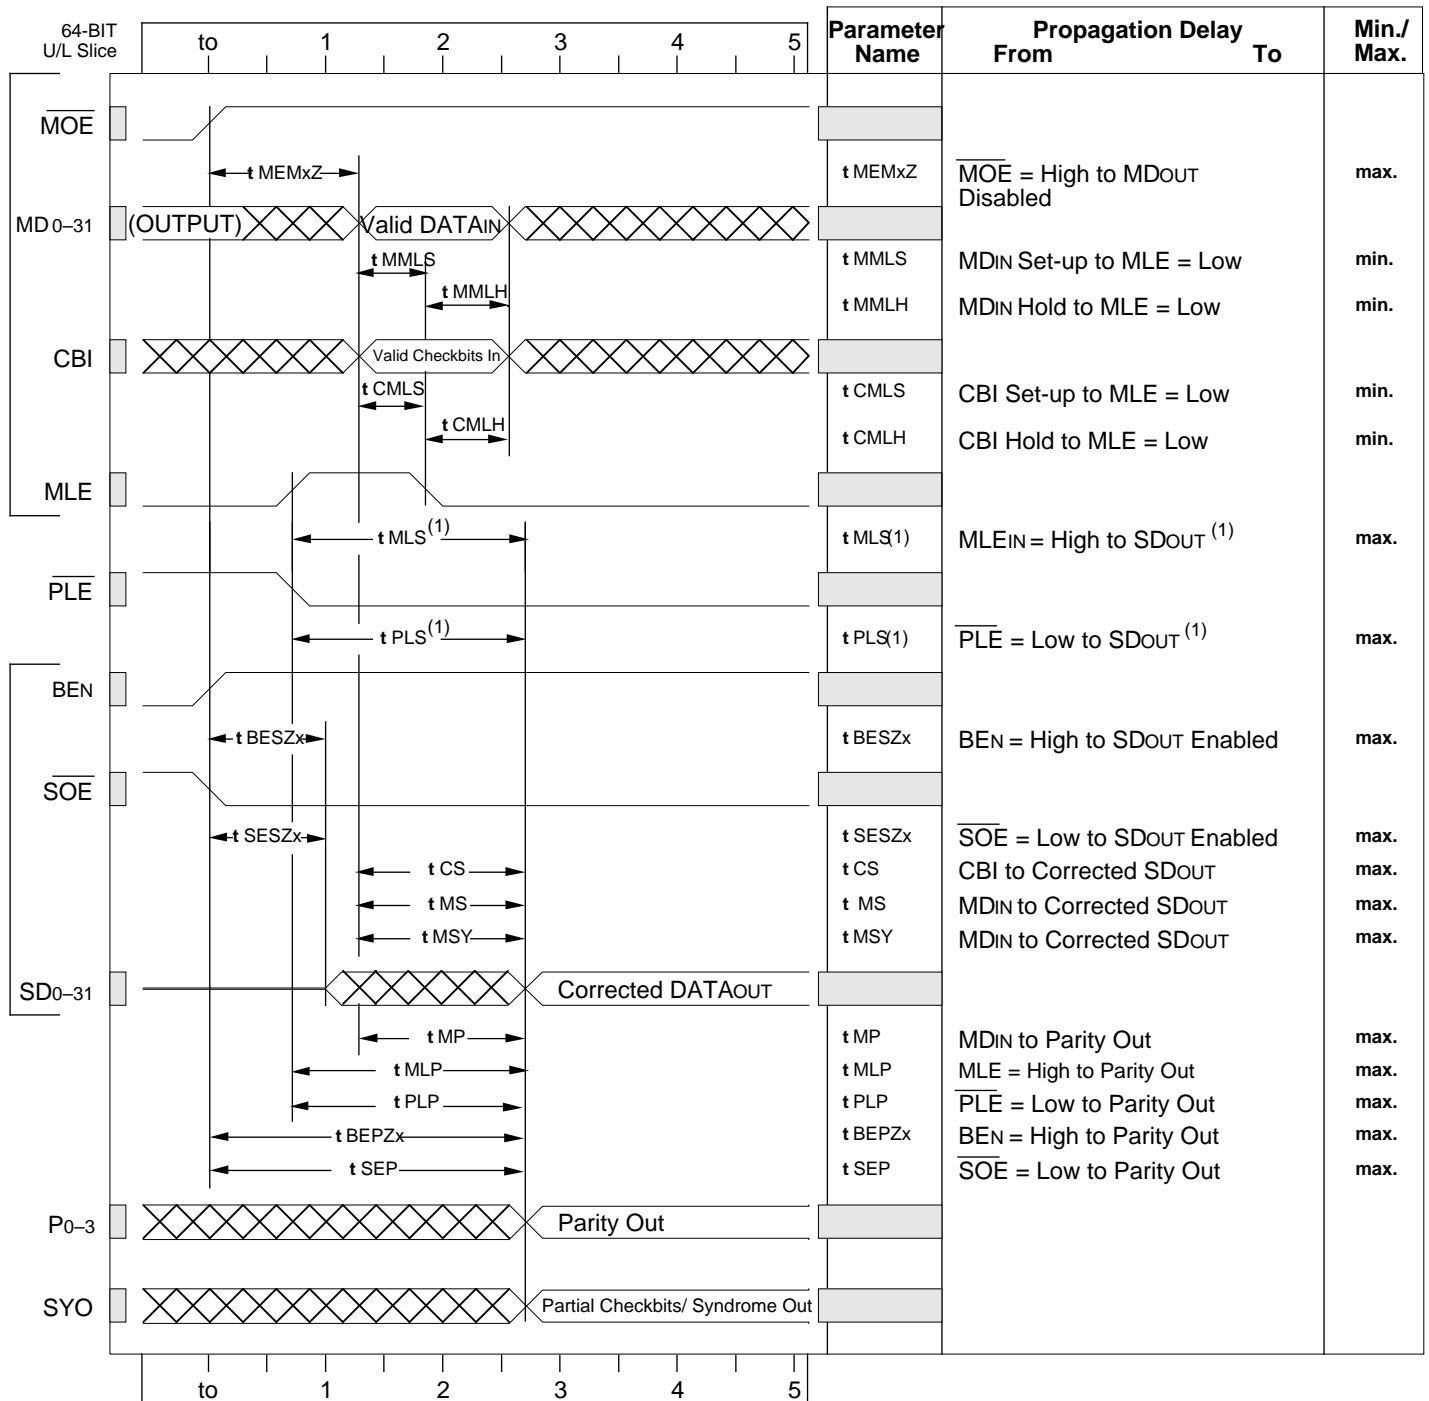 64-BIT
U/L Slice
to 1 2 3 4 5
Parameter
Name
Propagation Delay
From To
Min./
Max.
MOE
t MEMxZ
t MEMxZ MOE = High to MDOUT
Disabled max.
MD 0–31 (OUTPUT) Valid DATAIN
t MMLS
t MMLS MDIN Set-up to MLE = Low min.
t MMLH
t MMLH MDIN Hold to MLE = Low min.
CBI Valid Checkbits In
t CMLS
t CMLS CBI Set-up to MLE = Low min.
t CMLH
t CMLH CBI Hold to MLE = Low min.
MLE
t MLS(1)
t MLS(1) MLEIN = High to SDOUT (1) max.
PLE
t PLS(1)
t PLS(1) PLE = Low to SDOUT (1) max.
BEN
t BESZx
t BESZx BEN = High to SDOUT Enabled max.
SOE
t SESZx
t SESZx SOE = Low to SDOUT Enabled max.
t CS
t CS CBI to Corrected SDOUT max.
t MS
t MS MDIN to Corrected SDOUT max.
t MSY
t MSY MDIN to Corrected SDOUT max.
SD0–31 Corrected DATAOUT
t MP
t MP MDIN to Parity Out max.
t MLP
t MLP MLE = High to Parity Out max.
t PLP
t PLP PLE = Low to Parity Out max.
t BEPZx
t BEPZx BEN = High to Parity Out max.
t SEP
t SEP SOE = Low to Parity Out max.
P0–3 Parity Out
SYO Partial Checkbits/ Syndrome Out
to 1 2 3 4 5